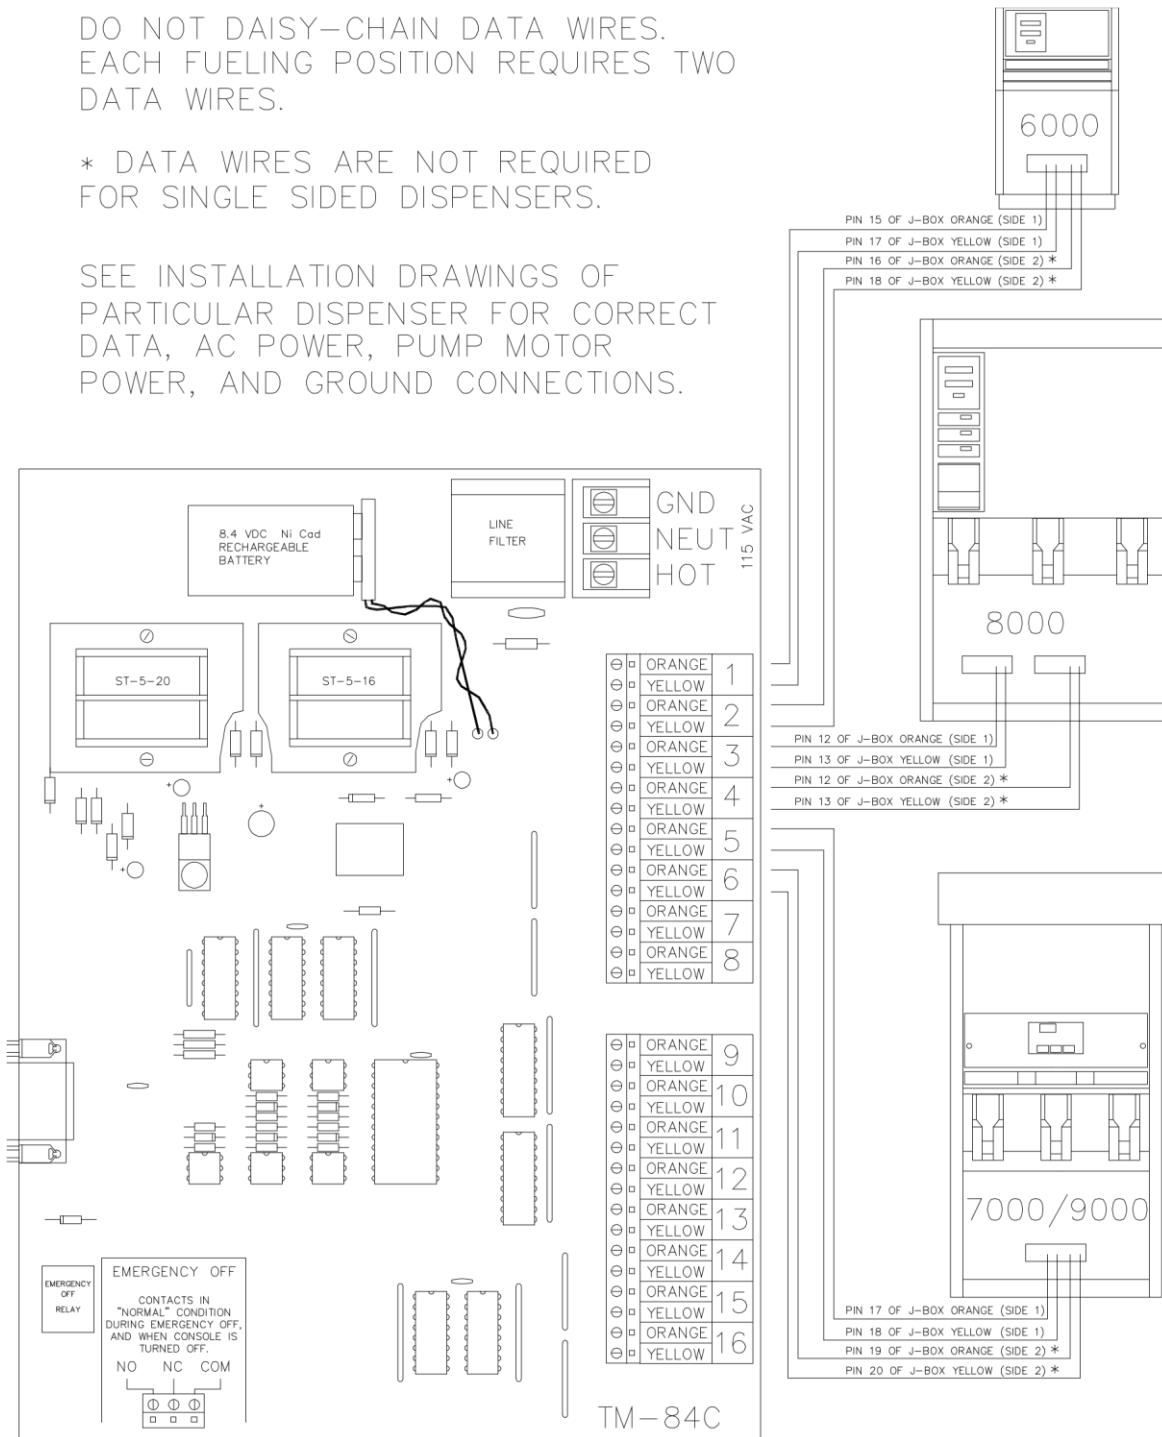 DO NOT DAISY-CHAIN DATA WIRES.
EACH FUELING POSITION REQUIRES TWO
DATA WIRES.
* DATA WIRES ARE NOT REQUIRED
FOR SINGLE SIDED DISPENSERS.
SEE INSTALLATION DRAWINGS OF
PARTICULAR DISPENSER FOR CORRECT
DATA, AC POWER, PUMP MOTOR
POWER, AND GROUND CONNECTIONS.
6000
PIN 15 OF J-BOX ORANGE (SIDE 1)
PIN 17 OF J-BOX YELLOW (SIDE 1)
PIN 16 OF J-BOX ORANGE (SIDE 2) *
PIN 18 OF J-BOX YELLOW (SIDE 2) *
8000
PIN 12 OF J-BOX ORANGE (SIDE 1)
PIN 13 OF J-BOX YELLOW (SIDE 1)
PIN 12 OF J-BOX ORANGE (SIDE 2) *
PIN 13 OF J-BOX YELLOW (SIDE 2) *
7000/9000
PIN 17 OF J-BOX ORANGE (SIDE 1)
PIN 18 OF J-BOX YELLOW (SIDE 1)
PIN 19 OF J-BOX ORANGE (SIDE 2) *
PIN 20 OF J-BOX YELLOW (SIDE 2) *
8.4 VDC Ni Cad
RECHARGEABLE
BATTERY
LINE
FILTER
GND
NEUT
HOT
115 VAC
ST-5-20
ST-5-16
+
+
+
+
ORANGE
YELLOW
1
ORANGE
YELLOW
2
ORANGE
YELLOW
3
ORANGE
YELLOW
4
ORANGE
YELLOW
5
ORANGE
YELLOW
6
ORANGE
YELLOW
7
ORANGE
YELLOW
8
ORANGE
YELLOW
9
ORANGE
YELLOW
10
ORANGE
YELLOW
11
ORANGE
YELLOW
12
ORANGE
YELLOW
13
ORANGE
YELLOW
14
ORANGE
YELLOW
15
ORANGE
YELLOW
16
EMERGENCY
OFF
RELAY
EMERGENCY OFF
CONTACTS IN
"NORMAL" CONDITION
DURING EMERGENCY OFF,
AND WHEN CONSOLE IS
TURNED OFF.
NO NC COM
TM-84C